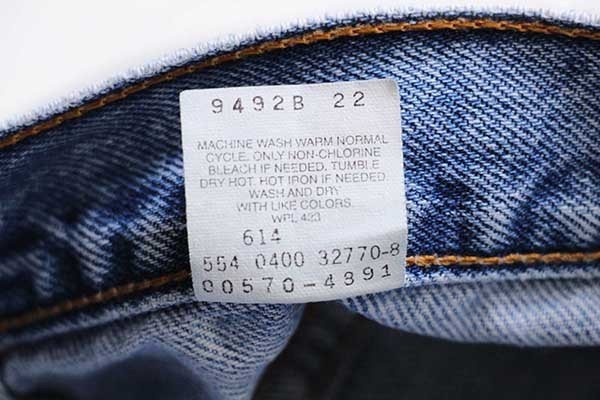 9492B 22
MACHINE WASH WARM NORMAL
CYCLE. ONLY NON-CHLORINE
BLEACH IF NEEDED. TUMBLE
DRY HOT. HOT IRON IF NEEDED
WASH AND DRY
WITH LIKE COLORS.
WPL 423
614
554 0400 32770-8
00570-4891